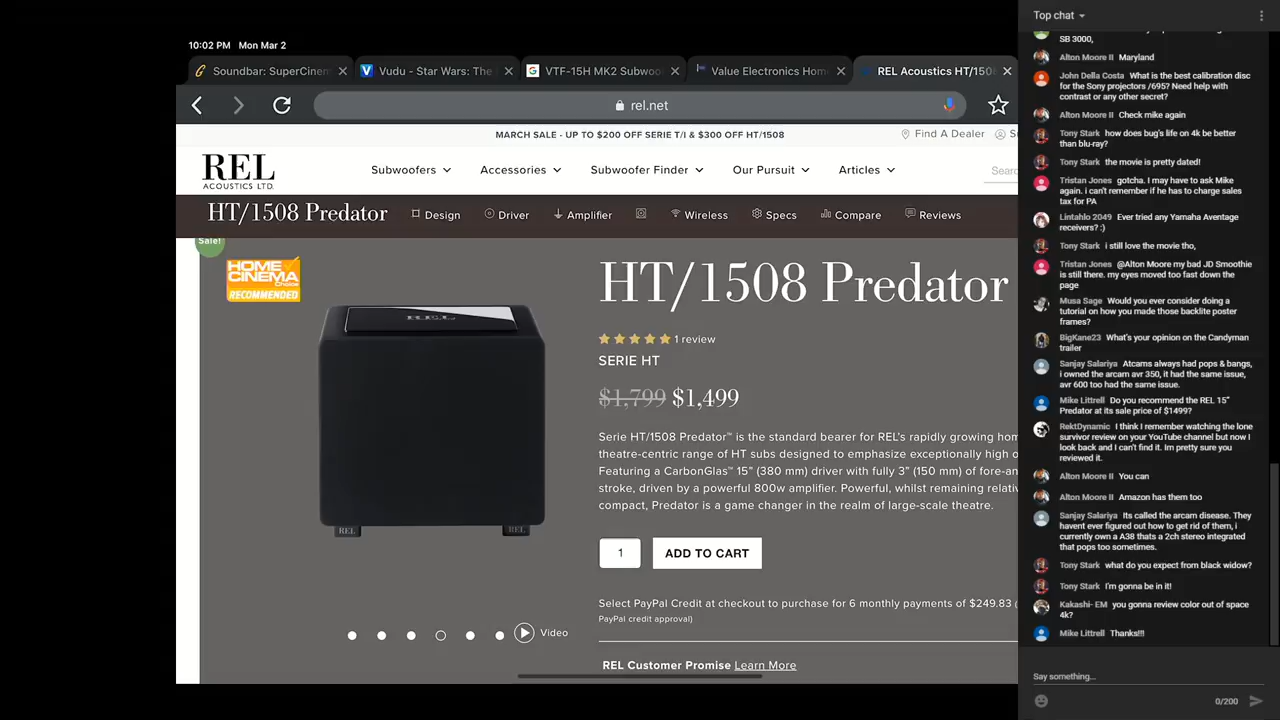 10:02 PM Mon Mar 2
Soundbar: SuperCinem
Vudu - Star Wars: The
VTF-15H MK2 Subwoo
Value Electronics Hom
REL Acoustics HT/150
rel.net
MARCH SALE - UP TO $200 OFF SERIE T/I & $300 OFF HT/1508
Find A Dealer
REL
ACOUSTICS LTD.
Subwoofers
Accessories
Subwoofer Finder
Our Pursuit
Articles
Searc
HT/1508 Predator
Design
Driver
Amplifier
Wireless
Specs
Compare
Reviews
Sale!
HOME
CINEMA
Choice
RECOMMENDED
REL
REL
REL
HT/1508 Predator
1 review
SERIE HT
$1,799 $1,499
Serie HT/1508 Predator™ is the standard bearer for REL's rapidly growing hom
theatre-centric range of HT subs designed to emphasize exceptionally high o
Featuring a CarbonGlas™ 15" (380 mm) driver with fully 3" (150 mm) of fore-an
stroke, driven by a powerful 800w amplifier. Powerful, whilst remaining relati
compact, Predator is a game changer in the realm of large-scale theatre.
1
ADD TO CART
Select PayPal Credit at checkout to purchase for 6 monthly payments of $249.83 (
PayPal credit approval)
Video
REL Customer Promise Learn More
Top chat
SB 3000,
Alton Moore II Maryland
John Della Costa What is the best calibration disc
for the Sony projectors /695? Need help with
contrast or any other secret?
Alton Moore II Check mike again
Tony Stark how does bug's life on 4k be better
than blu-ray?
Tony Stark the movie is pretty dated!
Tristan Jones gotcha. I may have to ask Mike
again. i can't remember if he has to charge sales
tax for PA
Lintahlo 2049 Ever tried any Yamaha Aventage
receivers? :)
Tony Stark i still love the movie tho,
Tristan Jones @Alton Moore my bad JD Smoothie
is still there. my eyes moved too fast down the
page
Musa Sage Would you ever consider doing a
tutorial on how you made those backlite poster
frames?
BigKane23 What's your opinion on the Candyman
trailer
Sanjay Salariya Atcams always had pops & bangs,
i owned the arcam avr 350, it had the same issue,
avr 600 too had the same issue.
Mike Littrell Do you recommend the REL 15"
Predator at its sale price of $1499?
RektDynamic I think I remember watching the lone
survivor review on your YouTube channel but now I
look back and I can't find it. Im pretty sure you
reviewed it.
Alton Moore II You can
Alton Moore II Amazon has them too
Sanjay Salariya Its called the arcam disease. They
havent ever figured out how to get rid of them, i
currently own a A38 thats a 2ch stereo integrated
that pops too sometimes.
Tony Stark what do you expect from black widow?
Tony Stark I'm gonna be in it!
Kakashi- EM you gonna review color out of space
4k?
Mike Littrell Thanks!!!
Say something...
0/200